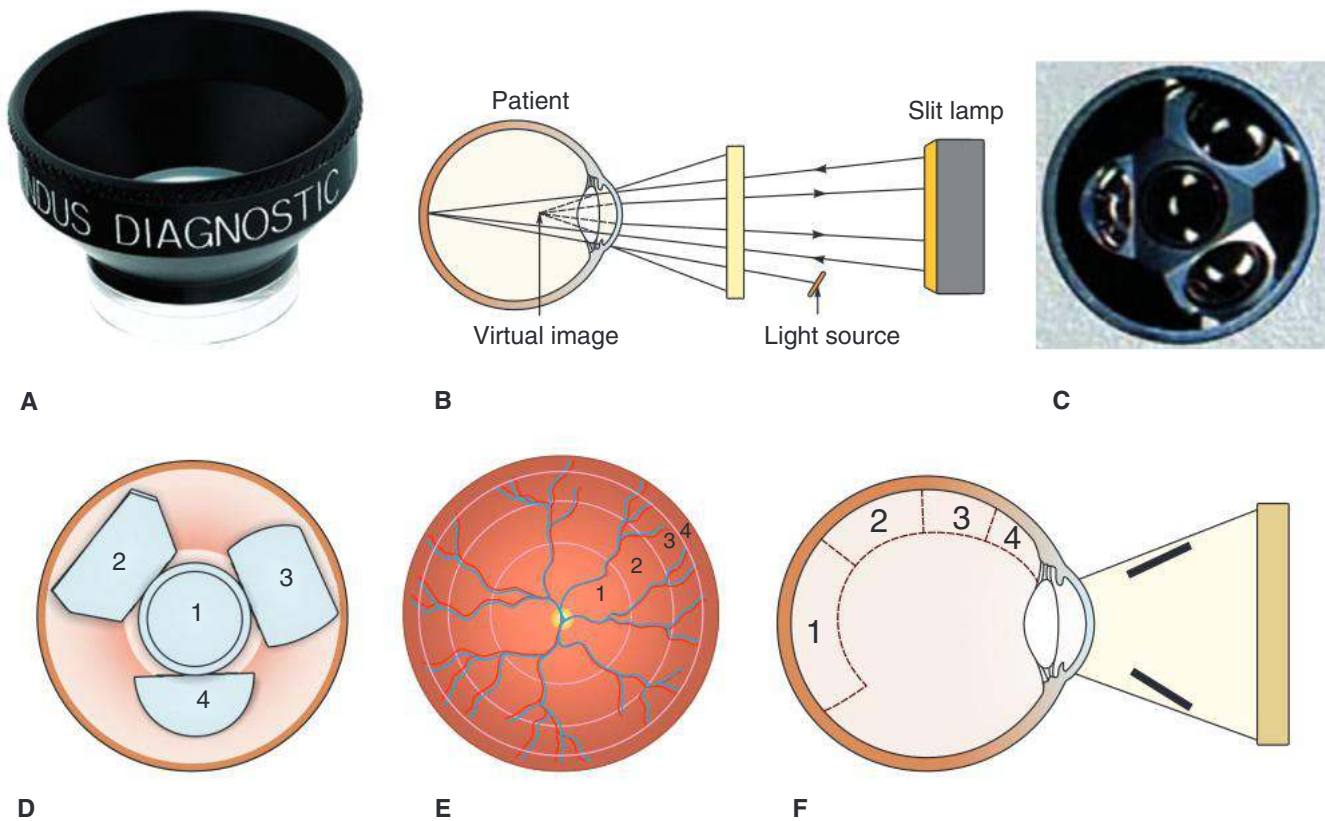 NDUS DIAGNOSTIC
Patient
Slit lamp
Virtual image
Light source
A
B
C
1
2
3
4
1
2
3
4
1
2
3
4
D
E
F